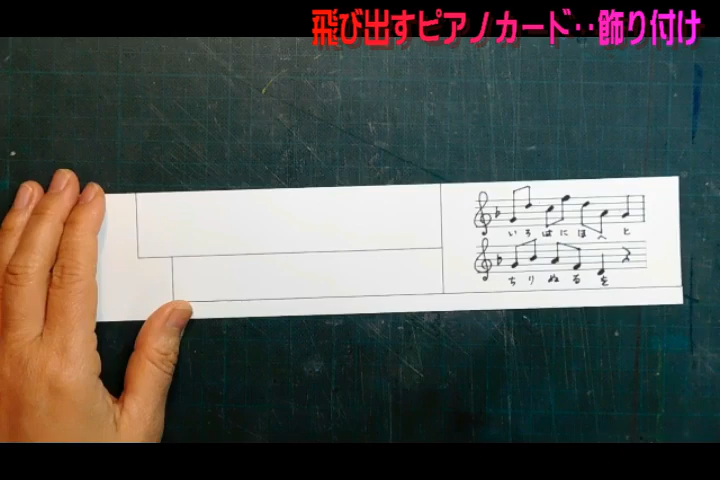 飛び出すピアノカード‥飾り付け
いろはにほへと
ちりぬるを